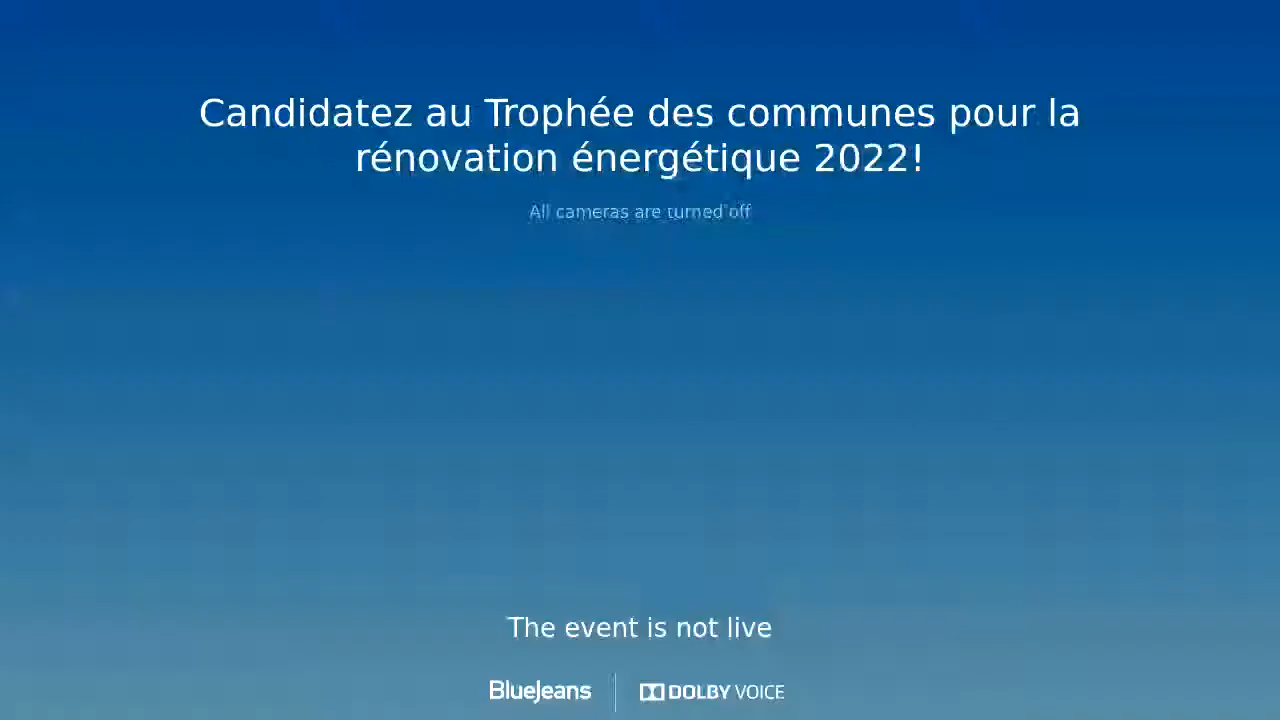 Candidatez au Trophée des communes pour la
rénovation énergétique 2022!
All cameras are turned off
The event is not live
BlueJeans
DOLBY VOICE